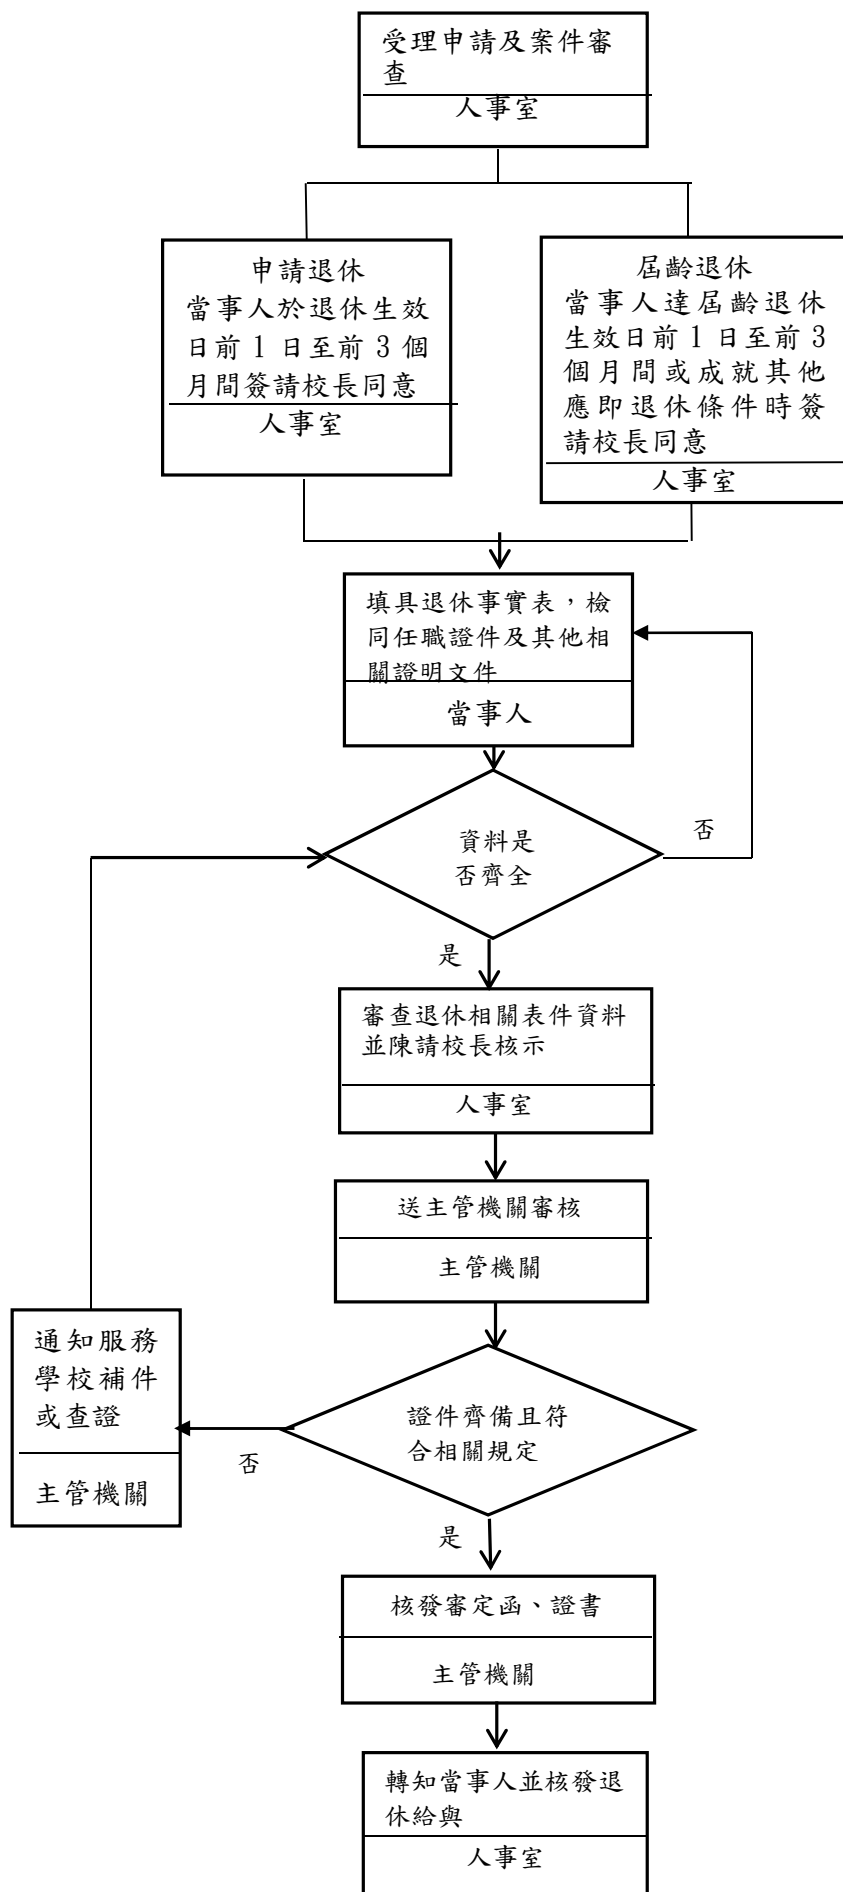 受理申請及案件審
查
人事室
申請退休
當事人於退休生效
日前 1 日至前 3 個
月間簽請校長同意
人事室
屆齡退休
當事人達屆齡退休
生效日前 1 日至前 3
個月間或成就其他
應即退休條件時簽
請校長同意
人事室
填具退休事實表，檢
同任職證件及其他相
關證明文件
當事人
資料是
否齊全
否
是
審查退休相關表件資料
並陳請校長核示
人事室
送主管機關審核
主管機關
通知服務
學校補件
或查證
主管機關
否
證件齊備且符
合相關規定
是
核發審定函、證書
主管機關
轉知當事人並核發退
休給與
人事室